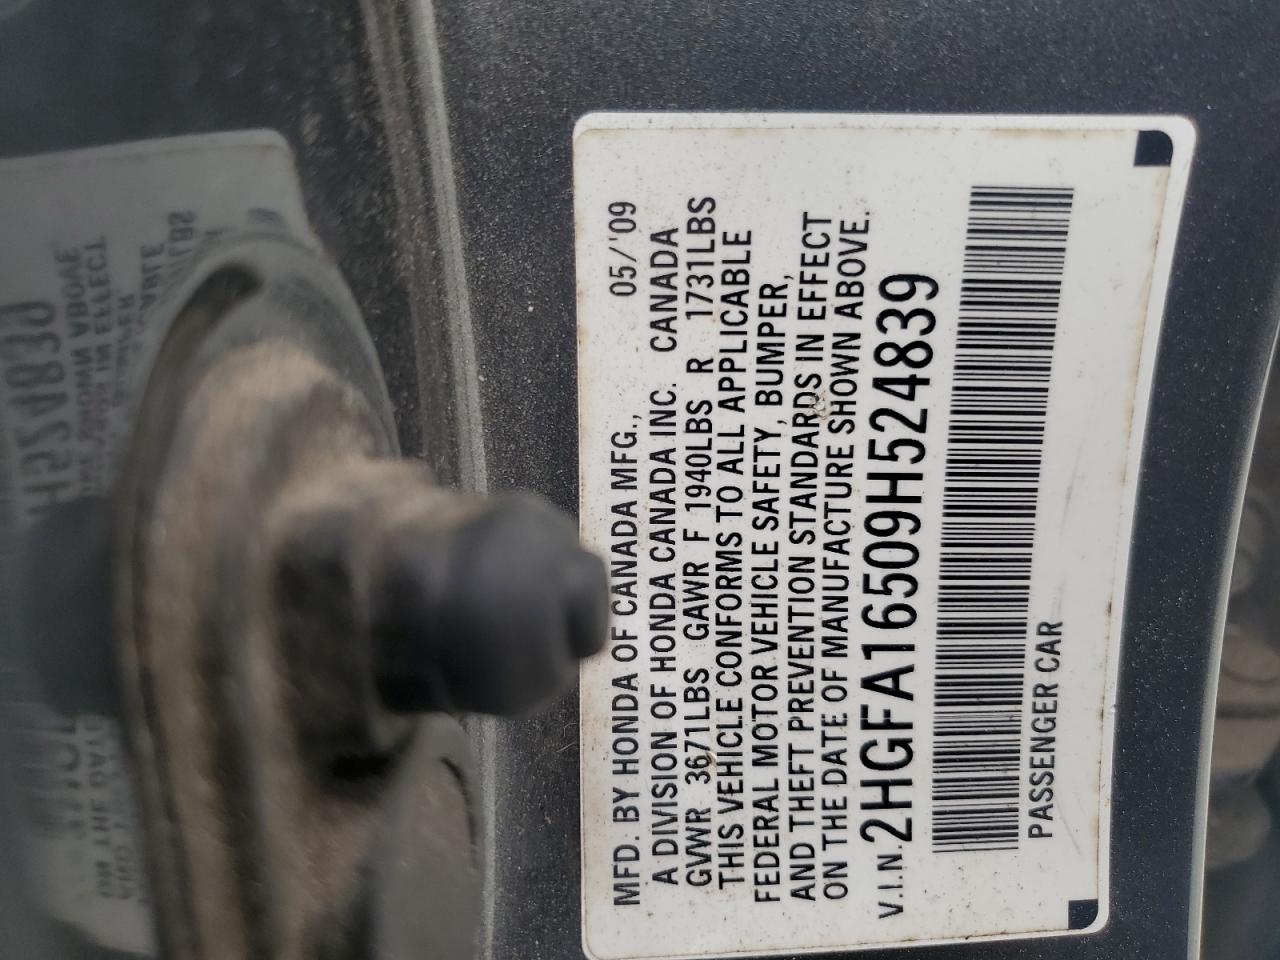 MFD. BY HONDA OF CANADA MFG., 05/'09
A DIVISION OF HONDA CANADA INC. CANADA
GVWR 3671LBS GAWR F 1940LBS R 1731LBS
THIS VEHICLE CONFORMS TO ALL APPLICABLE
FEDERAL MOTOR VEHICLE SAFETY, BUMPER,
AND THEFT PREVENTION STANDARDS IN EFFECT
ON THE DATE OF MANUFACTURE SHOWN ABOVE.
V.I.N. 2HGFA16509H524839
PASSENGER CAR